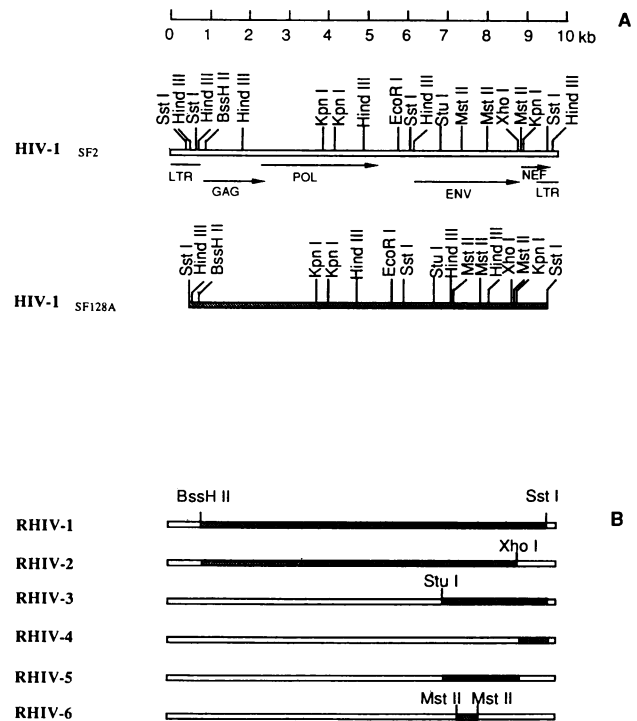 A
0 1 2 3 4 5 6 7 8 9 10 kb
Sst I
Hind III
Sst I
Hind III
BssH II
Hind III
Kpn I
Kpn I
Hind III
EcoR I
Sst I
Hind III
Stu I
Mst II
Mst II
Xho I
Mst II
Kpn I
Sst I
Hind III
HIV-1 SF2
LTR
GAG
POL
ENV
NEF
LTR
Sst I
Hind III
BssH II
Kpn I
Kpn I
Hind III
EcoR I
Sst I
Stu I
Hind III
Mst II
Mst II
Hind III
Xho I
Mst II
Kpn I
Sst I
HIV-1 SF128A
BssH II Sst I
RHIV-1 B
Xho I
RHIV-2
Stu I
RHIV-3
RHIV-4
RHIV-5
Mst II Mst II
RHIV-6